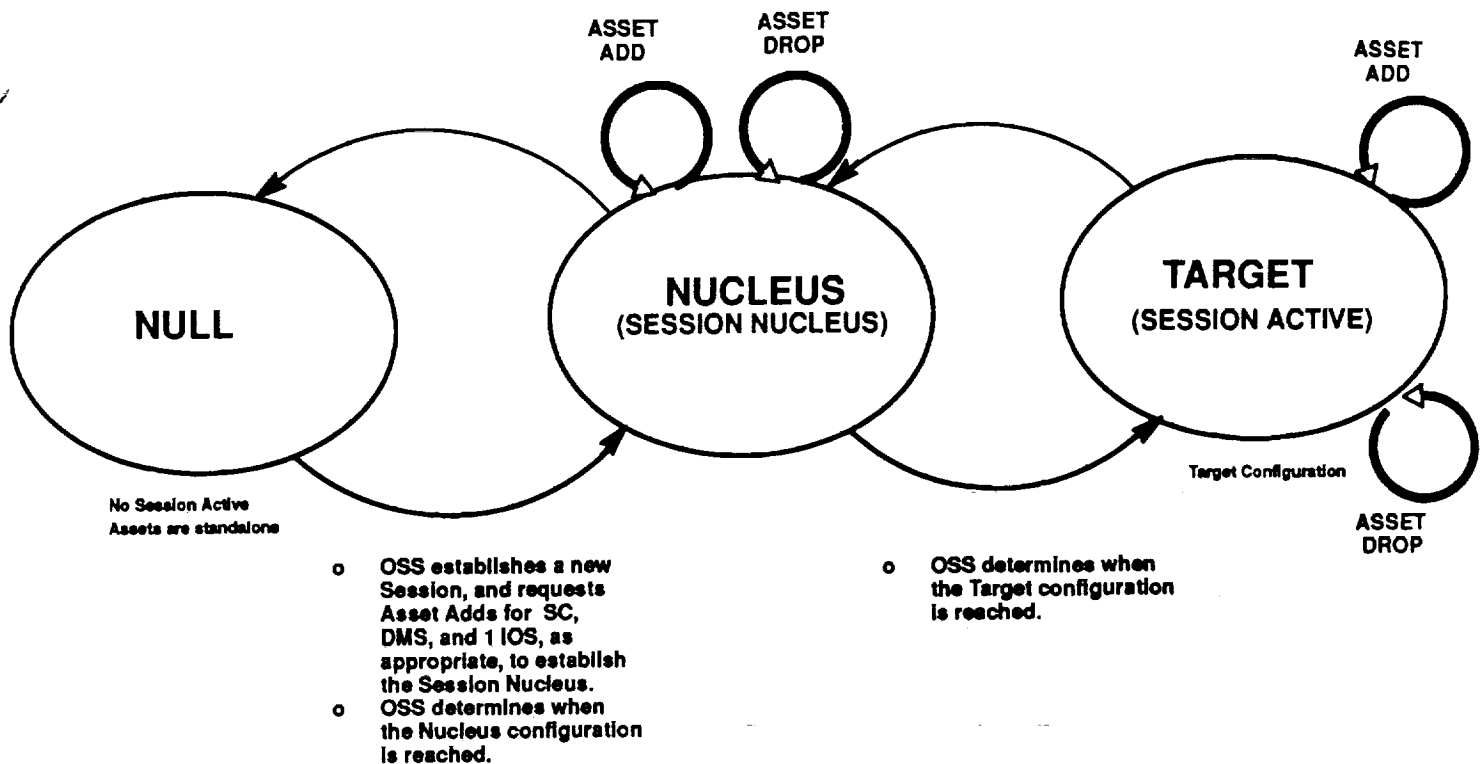 ASSET
ADD
ASSET
DROP
ASSET
ADD
NULL
NUCLEUS
(SESSION NUCLEUS)
TARGET
(SESSION ACTIVE)
No Session Active
Assets are standalone
Target Configuration
ASSET
DROP
o OSS establishes a new
Session, and requests
Asset Adds for SC,
DMS, and 1 IOS, as
appropriate, to establish
the Session Nucleus.
o OSS determines when
the Nucleus configuration
is reached.
o OSS determines when
the Target configuration
is reached.